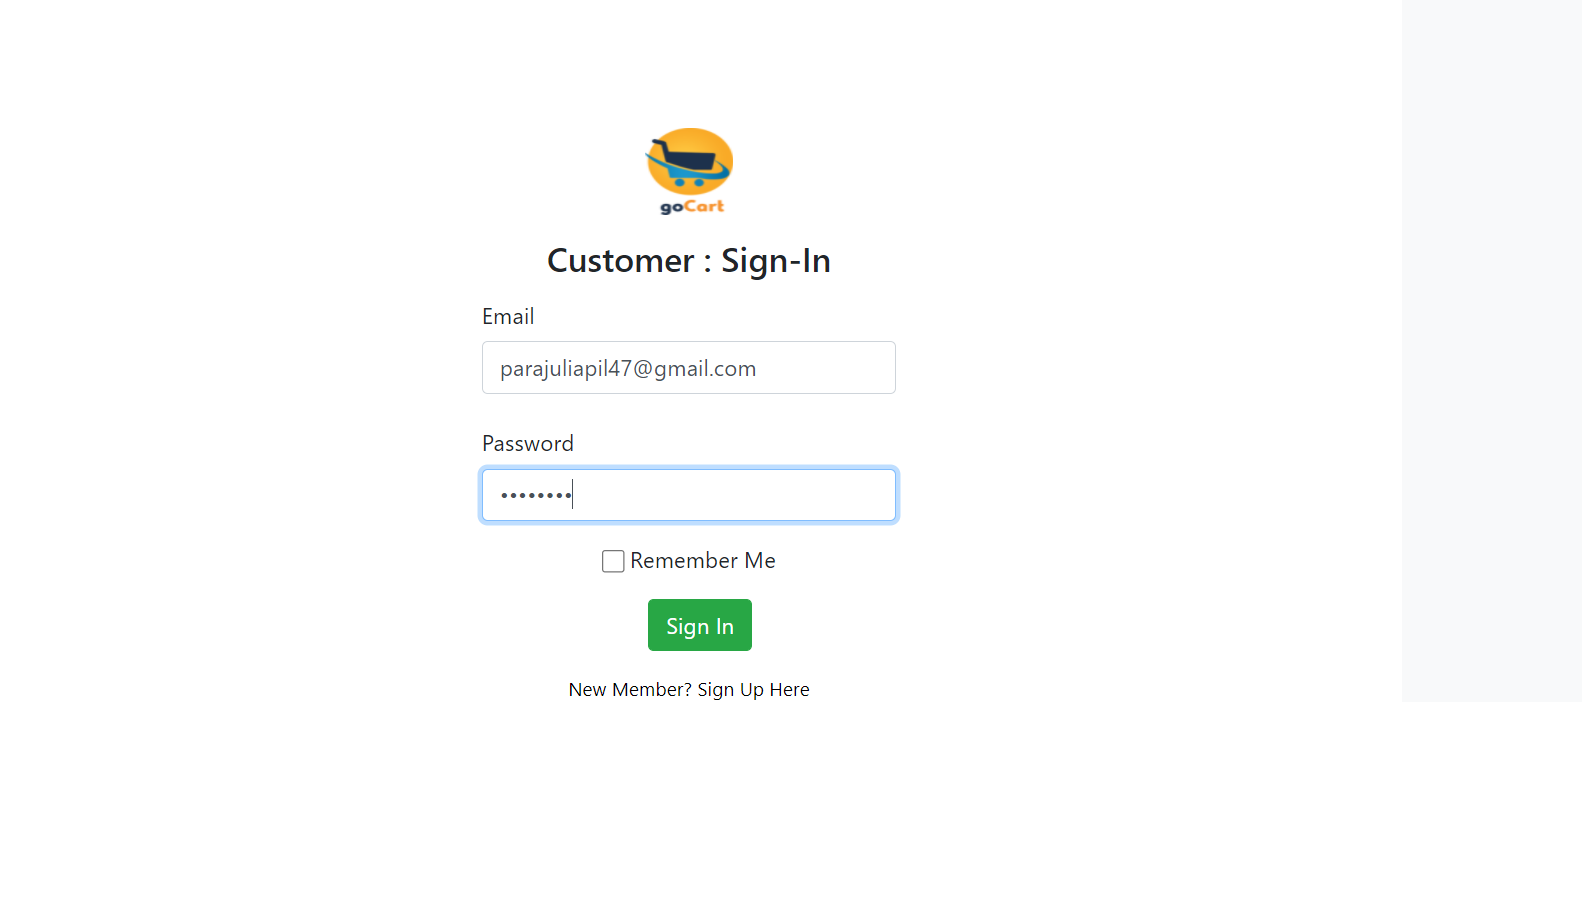 goCart
Customer : Sign-In
Email
parajuliapil47@gmail.com
Password
••••••••
Remember Me
Sign In
New Member? Sign Up Here